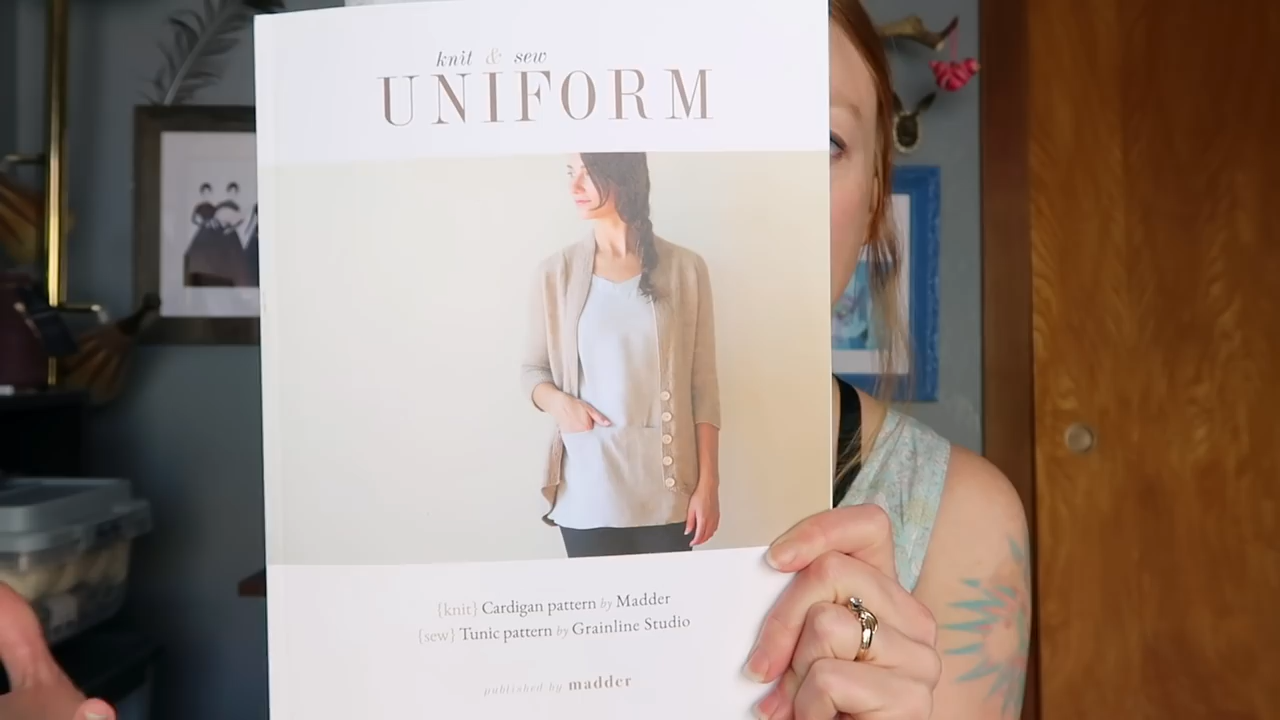 knit & sew
UNIFORM
{knit} Cardigan pattern by Madder
{sew} Tunic pattern by Grainline Studio
published by madder